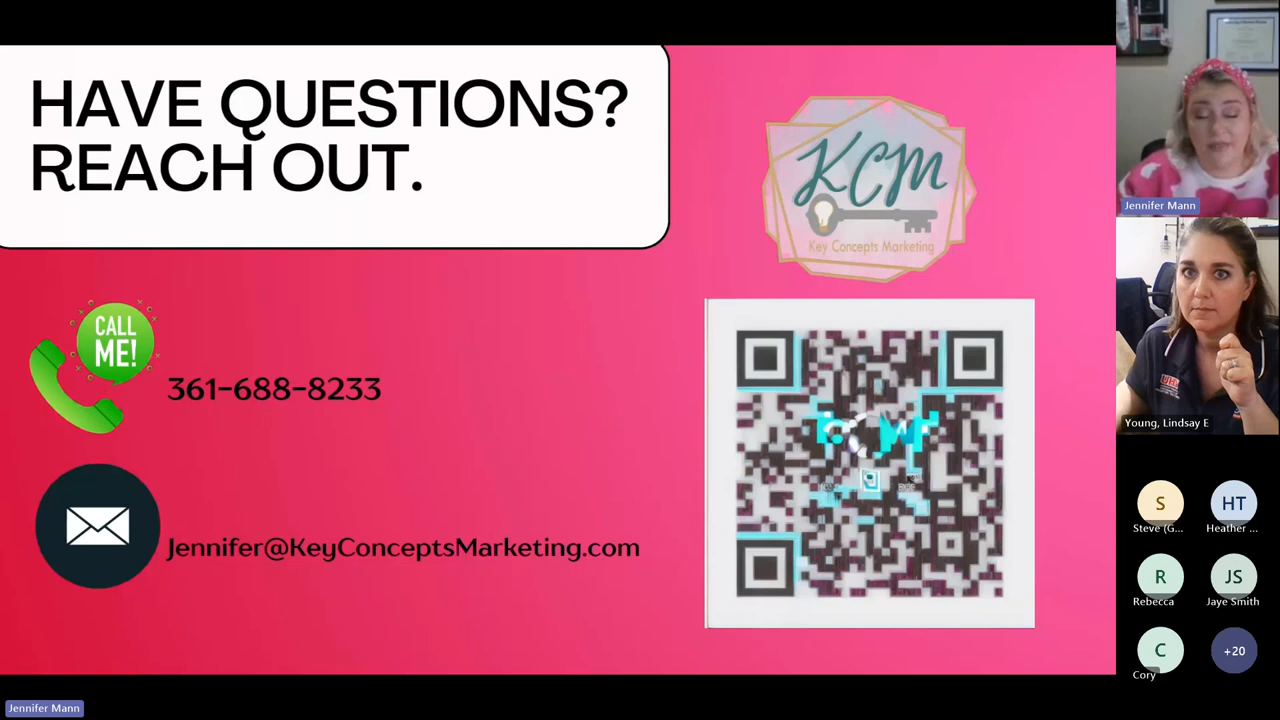 HAVE QUESTIONS?
REACH OUT.
KCM
Key Concepts Marketing
CALL
ME!
361-688-8233
Jennifer@KeyConceptsMarketing.com
Jennifer Mann
Young, Lindsay E
S
HT
Steve (G...
Heather ...
R
JS
Rebecca
Jaye Smith
C
+20
Cory
Jennifer Mann